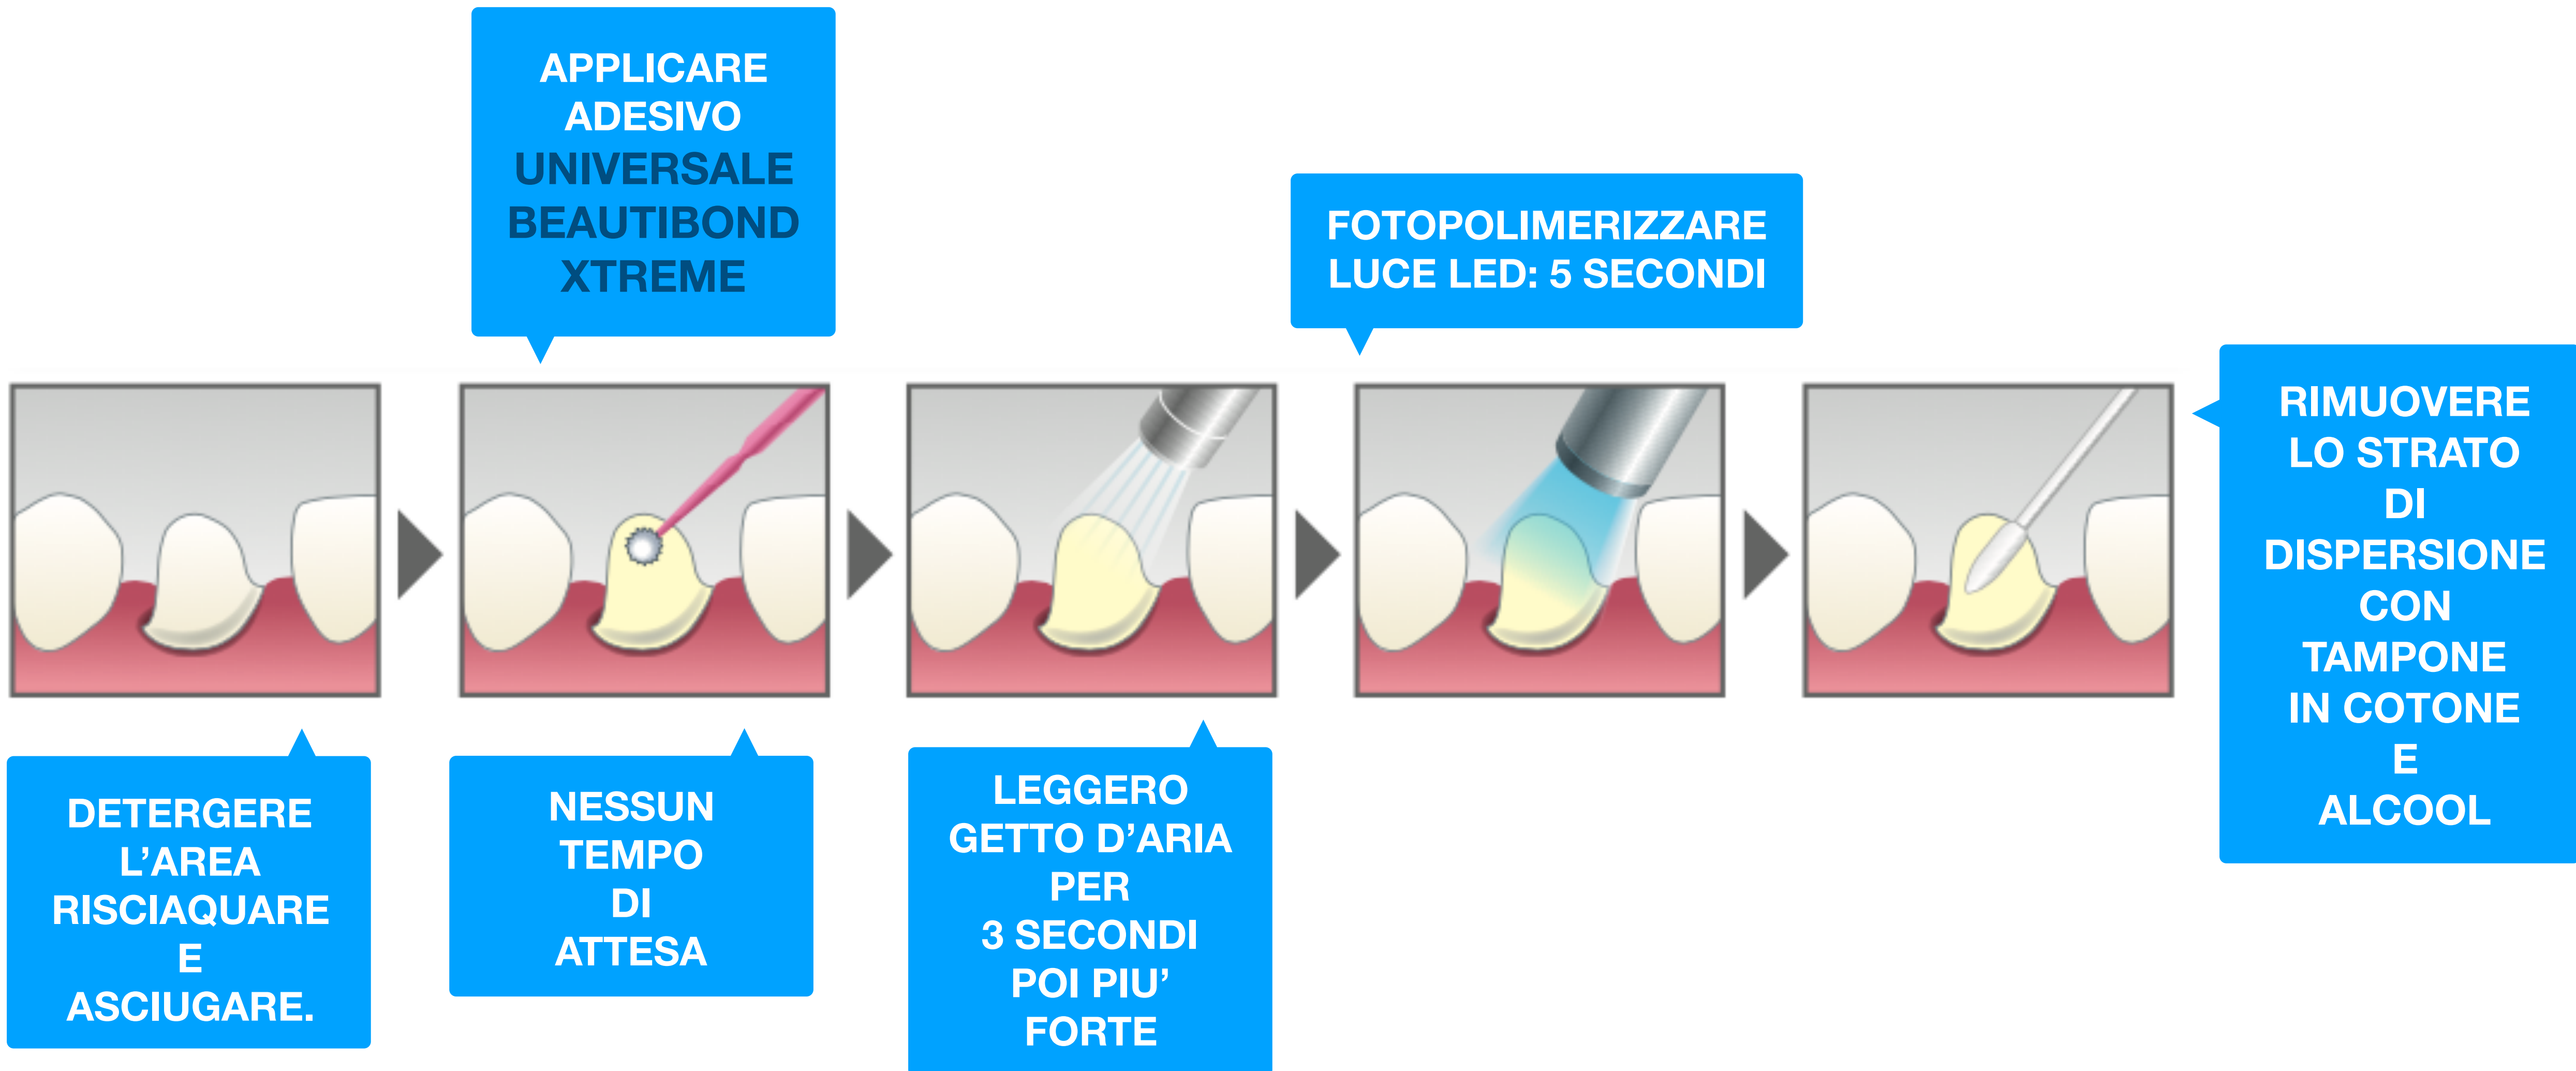 APPLICARE
ADESIVO
UNIVERSALE
BEAUTIBOND
XTREME
FOTOPOLIMERIZZARE
LUCE LED: 5 SECONDI
DETERGERE
L’AREA
RISCIAQUARE
E
ASCIUGARE.
NESSUN
TEMPO
DI
ATTESA
LEGGERO
GETTO D’ARIA
PER
3 SECONDI
POI PIU’
FORTE
RIMUOVERE
LO STRATO
DI
DISPERSIONE
CON
TAMPONE
IN COTONE
E
ALCOOL